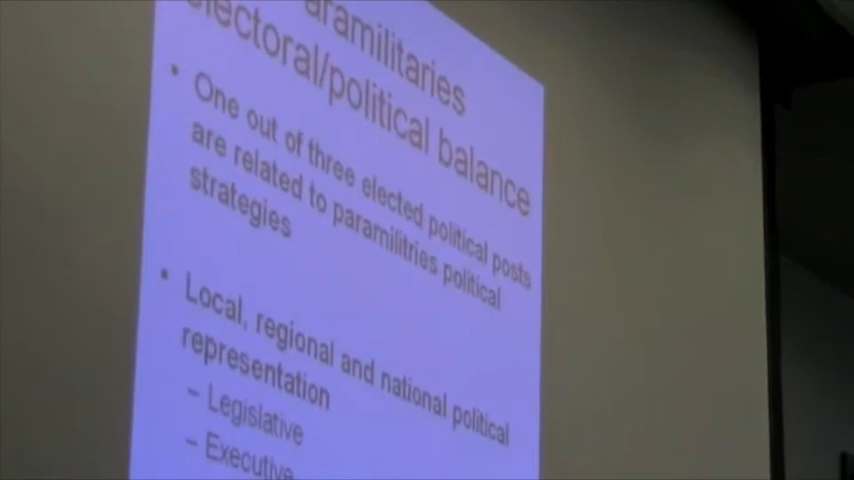 aramilitaries
electoral/political balance
• One out of three elected political posts
are related to paramilitries political
strategies
• Local, regional and national political
representation
– Legislative
– Executive